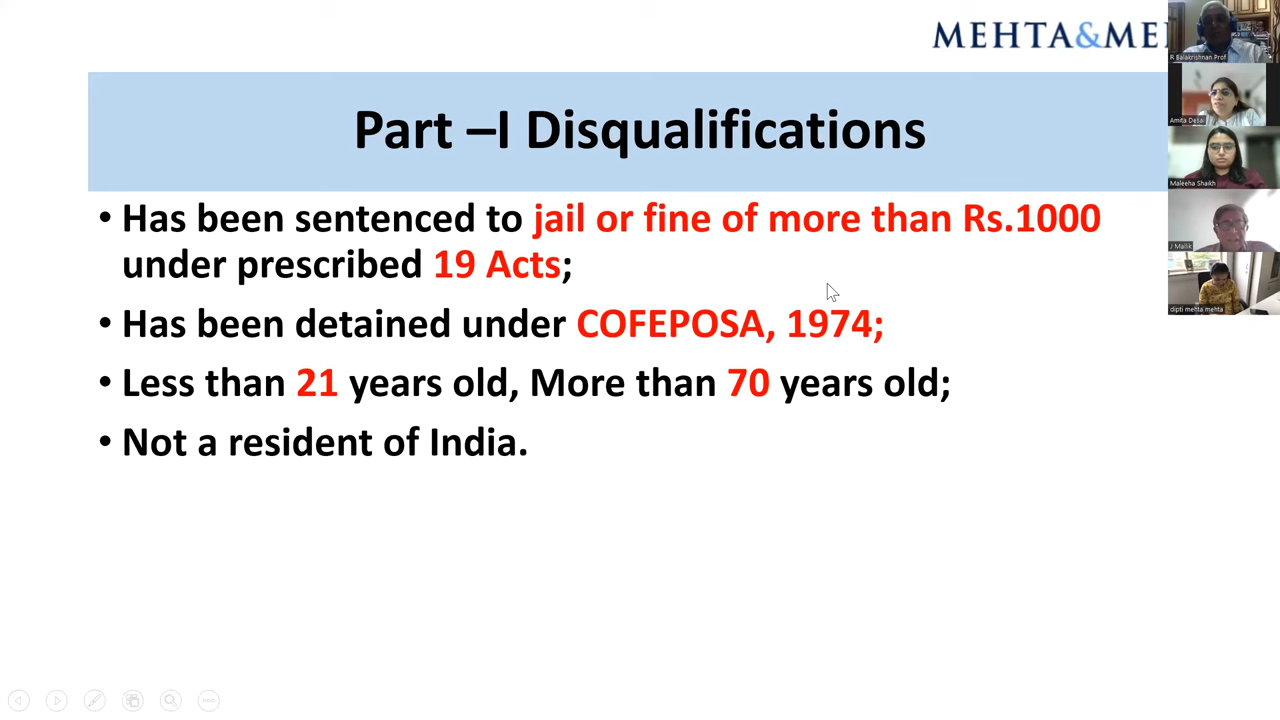 MEHTA&ME
Part –I Disqualifications
• Has been sentenced to jail or fine of more than Rs.1000
under prescribed 19 Acts;
• Has been detained under COFEPOSA, 1974;
• Less than 21 years old, More than 70 years old;
• Not a resident of India.
R Balakrishnan Prof
Amita Desai
Maleeha Shaikh
J Mallik
dipti mehta mehta